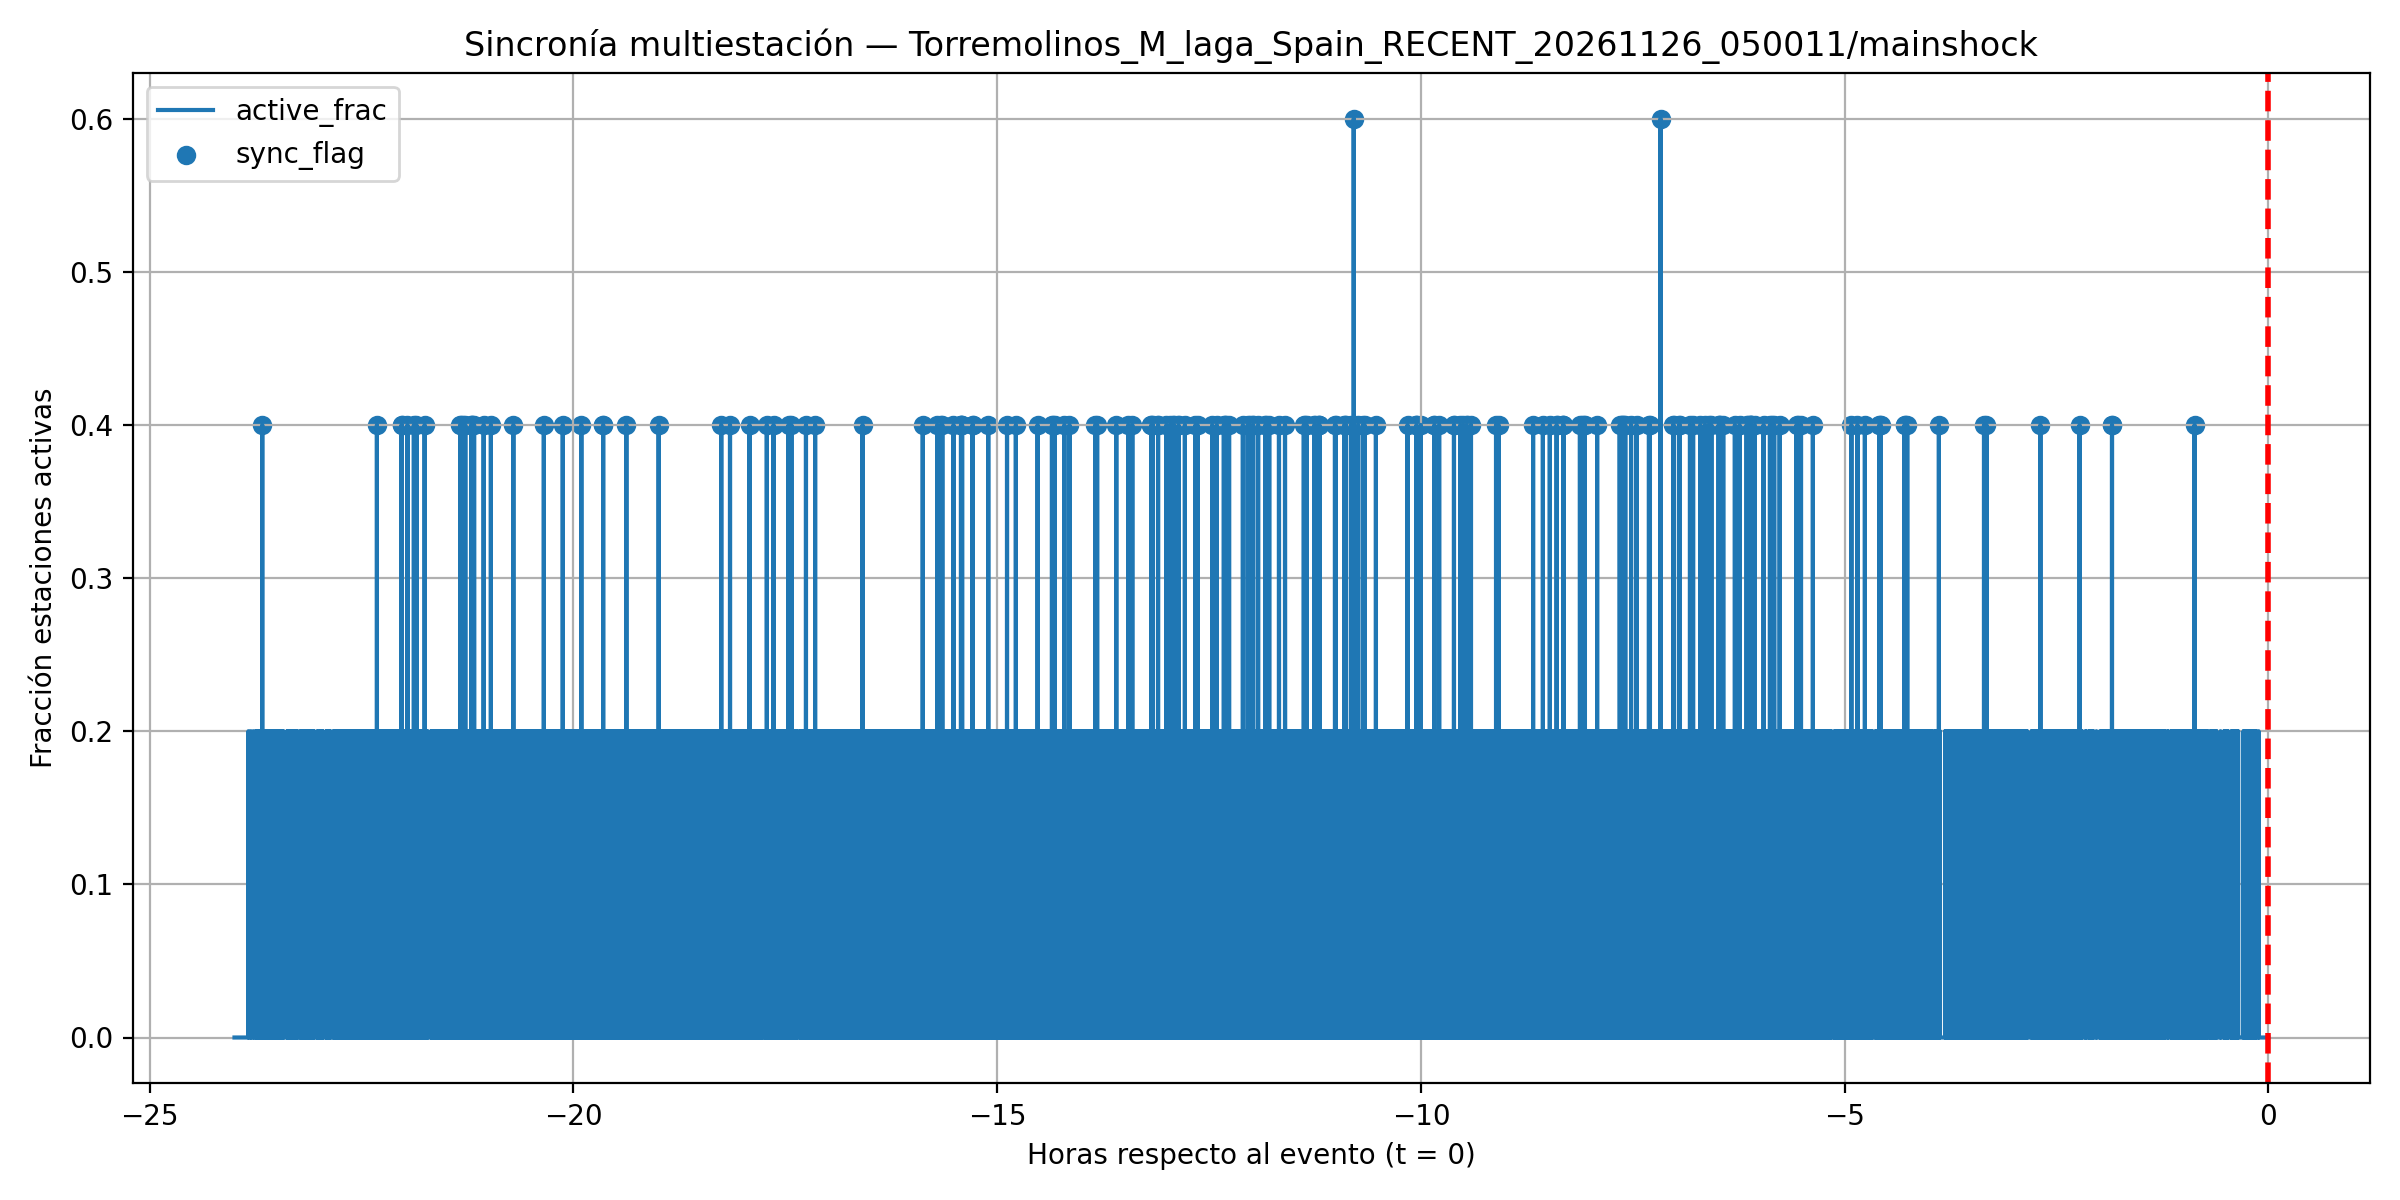 Sincronía multiestación — Torremolinos_M_laga_Spain_RECENT_20261126_050011/mainshock
active_frac
sync_flag
Fracción estaciones activas
0.6
0.5
0.4
0.3
0.2
0.1
0.0
−25 −20 −15 −10 −5 0
Horas respecto al evento (t = 0)